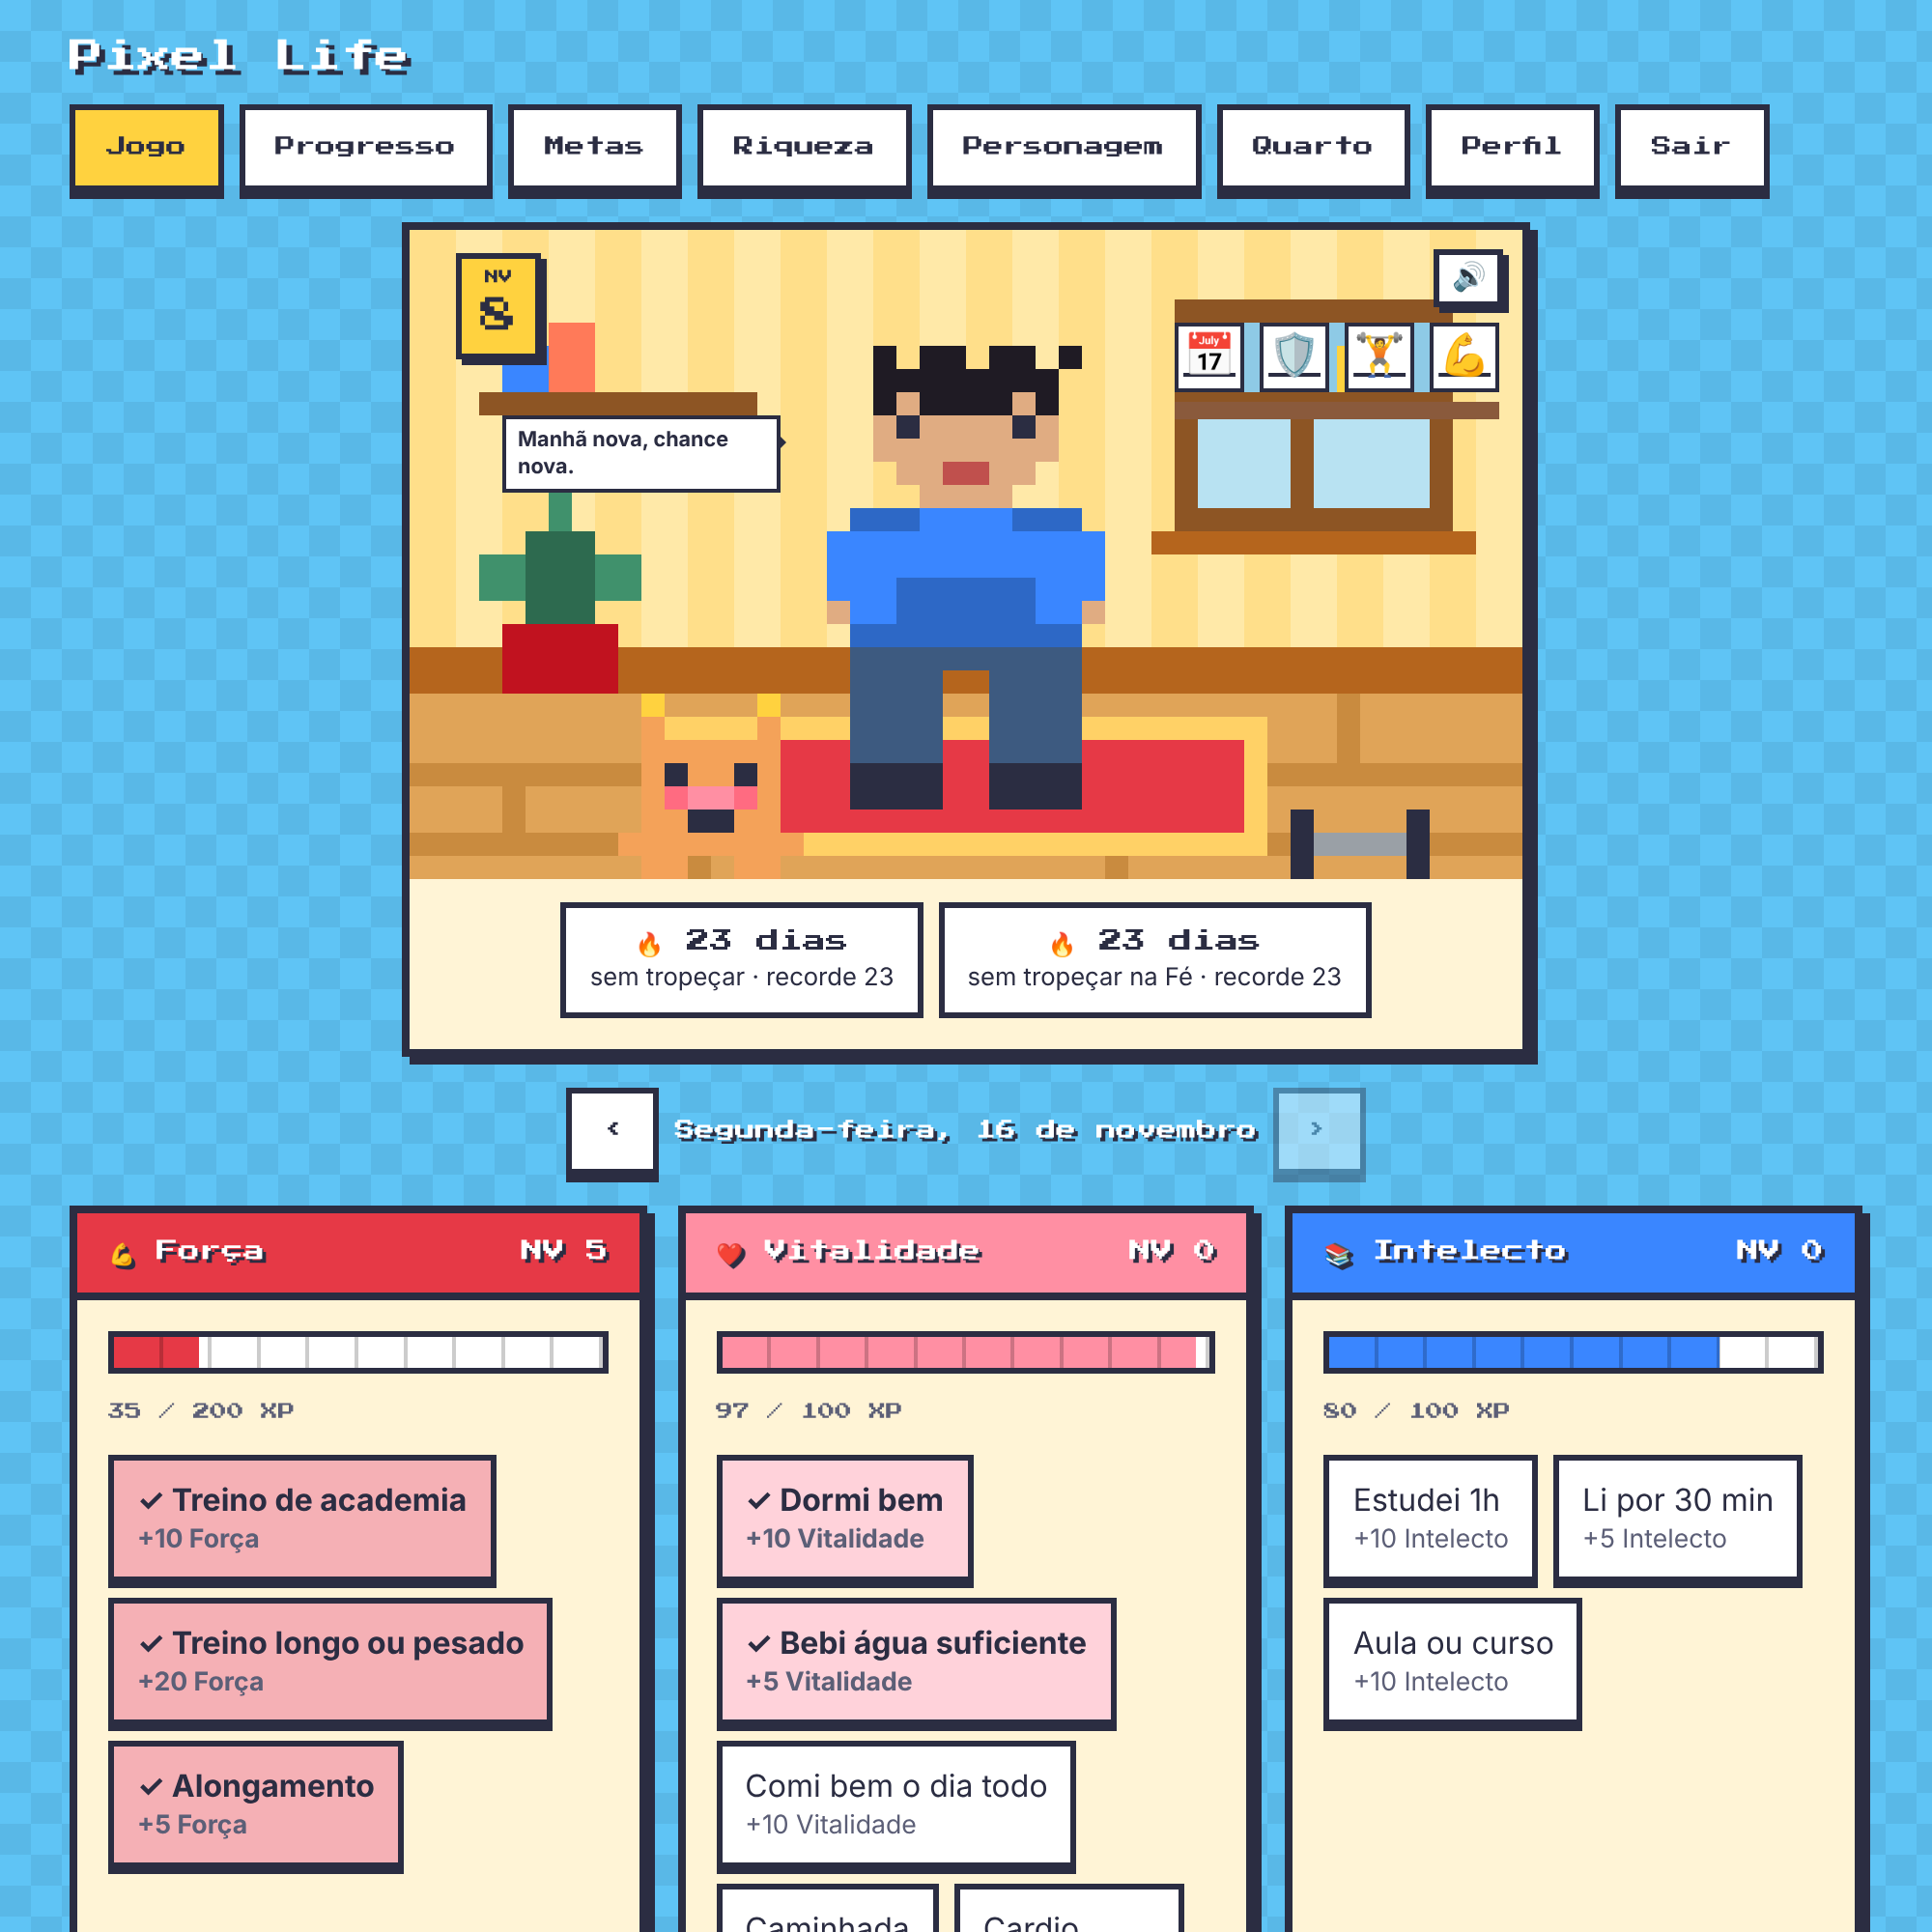 Pixel Life
Jogo
Progresso
Metas
Riqueza
Personagem
Quarto
Perfil
Sair
NV
8
July
17
Manhã nova, chance
nova.
23 dias
sem tropeçar · recorde 23
23 dias
sem tropeçar na Fé · recorde 23
‹
Segunda-feira, 16 de novembro
›
Força
NV 5
35 / 200 XP
✓ Treino de academia
+10 Força
✓ Treino longo ou pesado
+20 Força
✓ Alongamento
+5 Força
Vitalidade
NV 0
97 / 100 XP
✓ Dormi bem
+10 Vitalidade
✓ Bebi água suficiente
+5 Vitalidade
Comi bem o dia todo
+10 Vitalidade
Caminhada
Cardio
Intelecto
NV 0
80 / 100 XP
Estudei 1h
+10 Intelecto
Li por 30 min
+5 Intelecto
Aula ou curso
+10 Intelecto